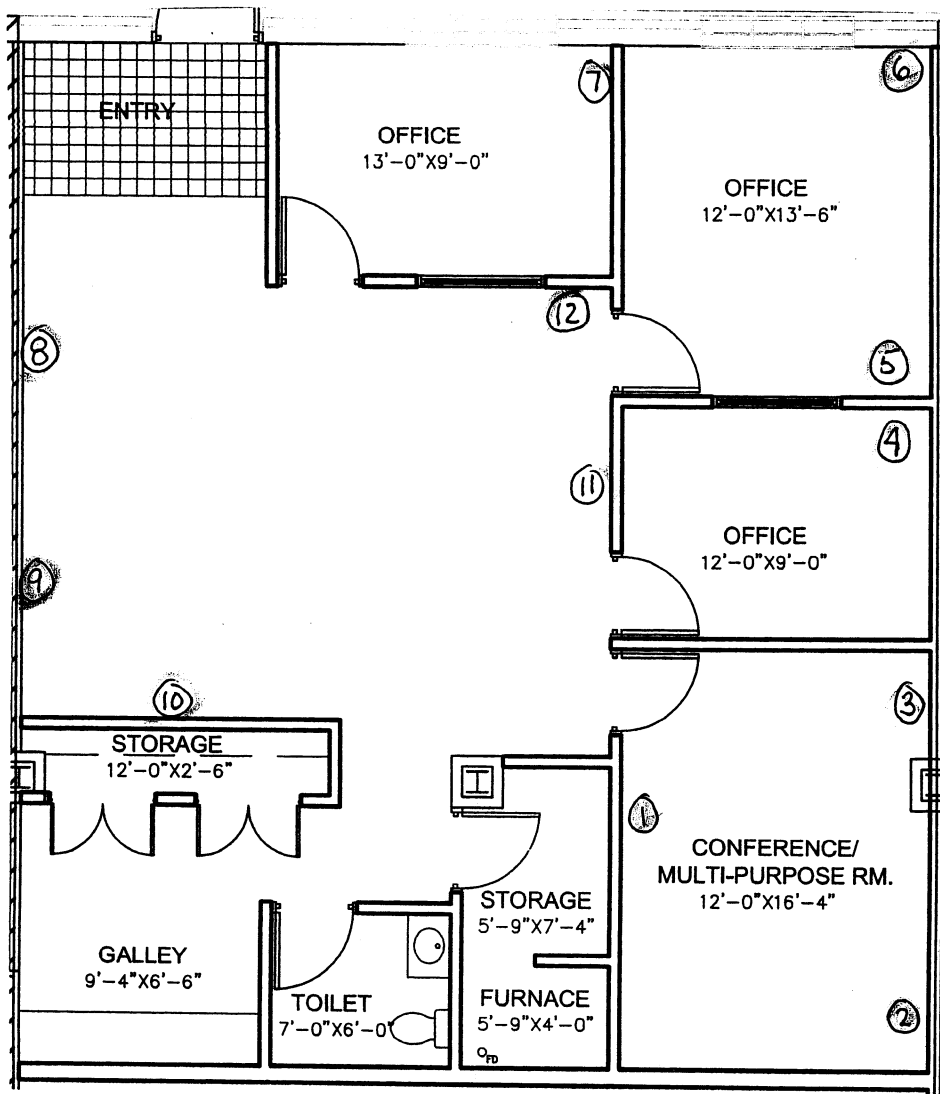 ENTRY
7
6
OFFICE
13'-0"X9'-0"
OFFICE
12'-0"X13'-6"
12
8
5
4
11
OFFICE
12'-0"X9'-0"
9
10
3
STORAGE
12'-0"X2'-6"
1
CONFERENCE/
MULTI-PURPOSE RM.
12'-0"X16'-4"
STORAGE
5'-9"X7'-4"
GALLEY
9'-4"X6'-6"
TOILET
7'-0"X6'-0"
FURNACE
5'-9"X4'-0"
2
FD